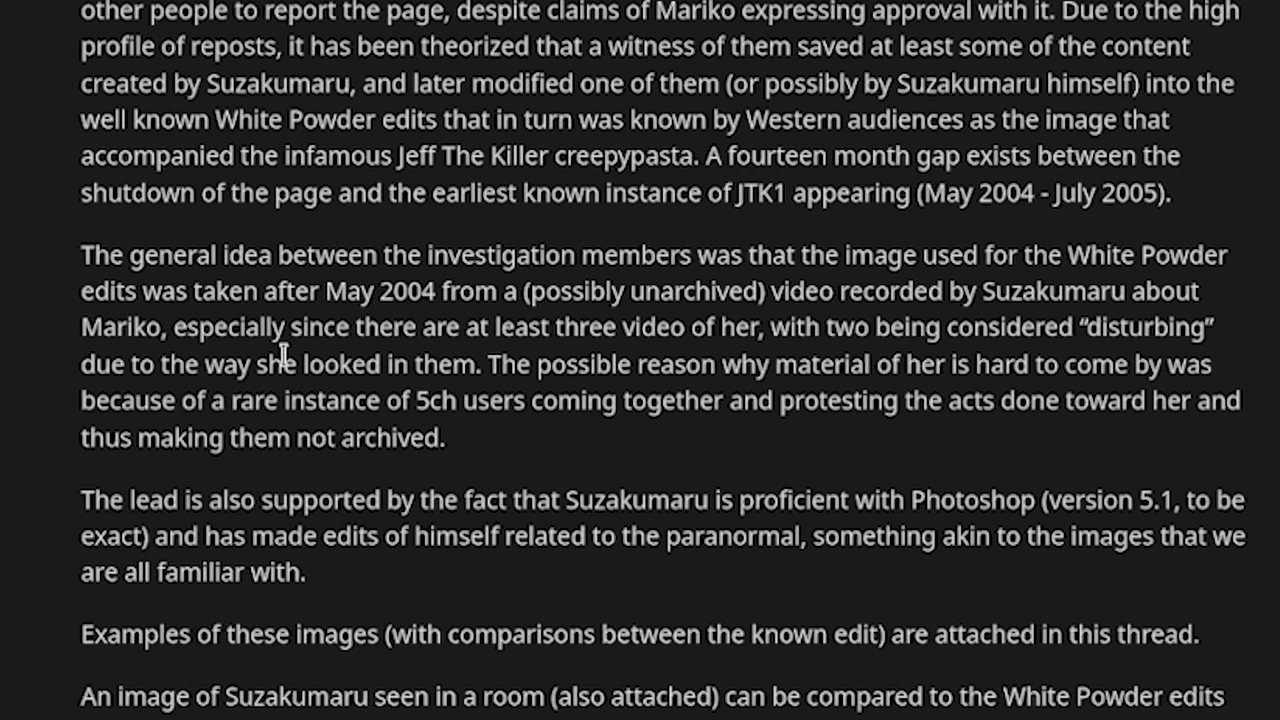 other people to report the page, despite claims of Mariko expressing approval with it. Due to the high
profile of reposts, it has been theorized that a witness of them saved at least some of the content
created by Suzakumaru, and later modified one of them (or possibly by Suzakumaru himself) into the
well known White Powder edits that in turn was known by Western audiences as the image that
accompanied the infamous Jeff The Killer creepypasta. A fourteen month gap exists between the
shutdown of the page and the earliest known instance of JTK1 appearing (May 2004 - July 2005).
The general idea between the investigation members was that the image used for the White Powder
edits was taken after May 2004 from a (possibly unarchived) video recorded by Suzakumaru about
Mariko, especially since there are at least three video of her, with two being considered “disturbing”
due to the way she looked in them. The possible reason why material of her is hard to come by was
because of a rare instance of 5ch users coming together and protesting the acts done toward her and
thus making them not archived.
The lead is also supported by the fact that Suzakumaru is proficient with Photoshop (version 5.1, to be
exact) and has made edits of himself related to the paranormal, something akin to the images that we
are all familiar with.
Examples of these images (with comparisons between the known edit) are attached in this thread.
An image of Suzakumaru seen in a room (also attached) can be compared to the White Powder edits